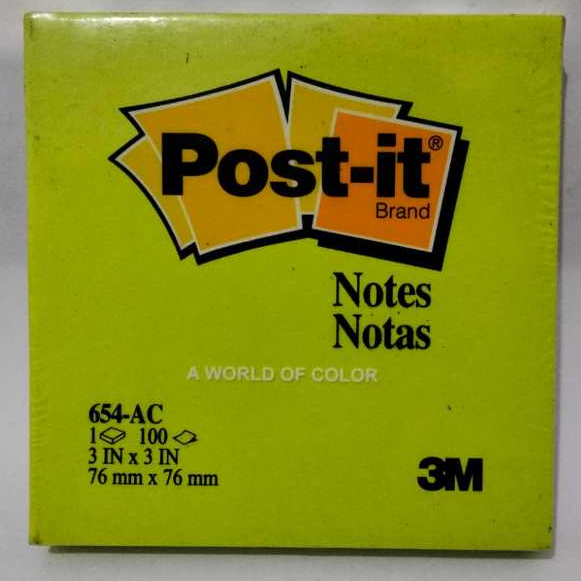 Post-it®
Brand
Notes
Notas
A WORLD OF COLOR
654-AC
1 100
3 IN x 3 IN
76 mm x 76 mm
3M